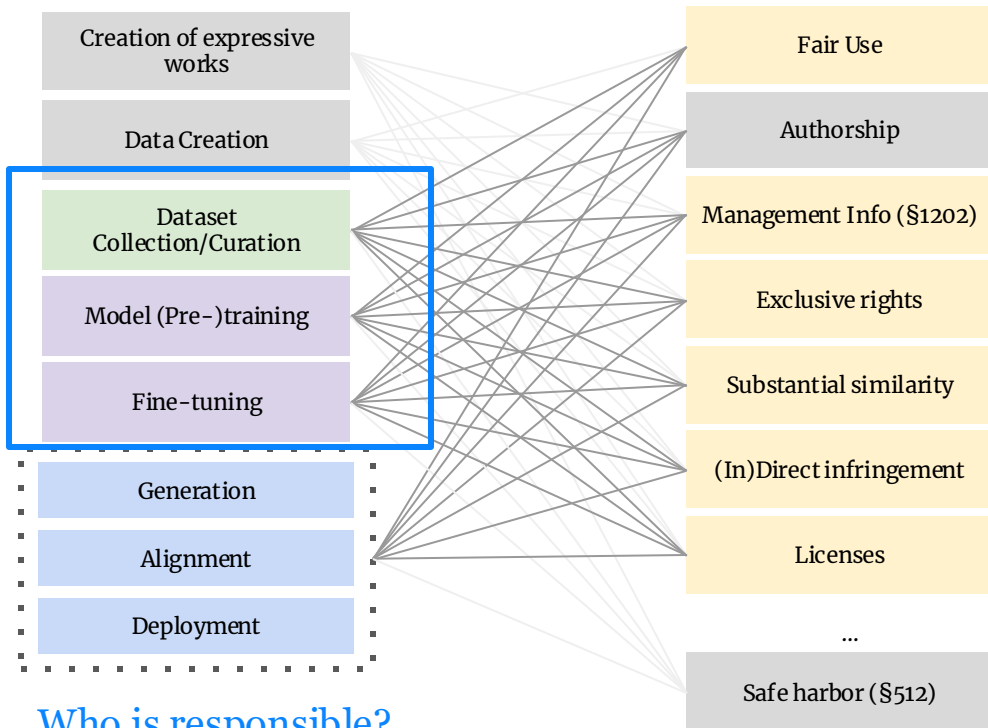 Creation of expressive
works
Data Creation
Dataset
Collection/Curation
Model (Pre-)training
Fine-tuning
Generation
Alignment
Deployment
Who is responsible?
Fair Use
Authorship
Management Info (§1202)
Exclusive rights
Substantial similarity
(In)Direct infringement
Licenses
...
Safe harbor (§512)